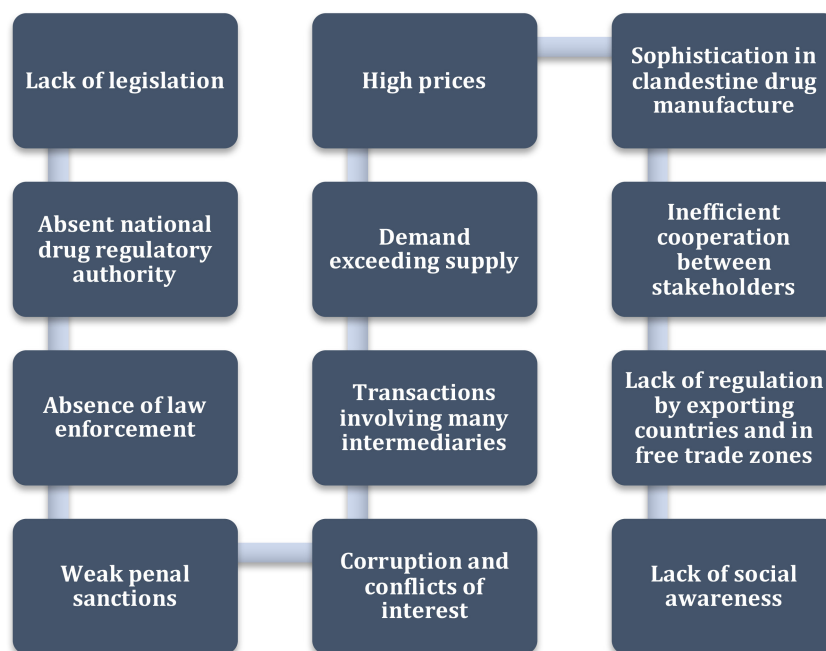 Lack of legislation
Absent national
drug regulatory
authority
Absence of law
enforcement
Weak penal
sanctions
Corruption and
conflicts of
interest
Transactions
involving many
intermediaries
Demand
exceeding supply
High prices
Sophistication in
clandestine drug
manufacture
Inefficient
cooperation
between
stakeholders
Lack of regulation
by exporting
countries and in
free trade zones
Lack of social
awareness